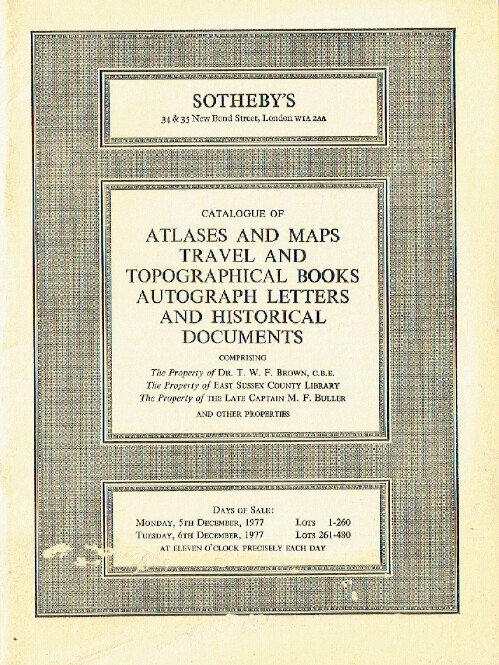 SOTHEBY'S
34 & 35 New Bond Street, London W1A 2AA
CATALOGUE OF
ATLASES AND MAPS
TRAVEL AND
TOPOGRAPHICAL BOOKS
AUTOGRAPH LETTERS
AND HISTORICAL
DOCUMENTS
COMPRISING
The Property of DR. T. W. F. BROWN, C.B.E.
The Property of EAST SUSSEX COUNTY LIBRARY
The Property of THE LATE CAPTAIN M. F. BULLER
AND OTHER PROPERTIES
DAYS OF SALE:
MONDAY, 5TH DECEMBER, 1977 LOTS 1-260
TUESDAY, 6TH DECEMBER, 1977 LOTS 261-480
AT ELEVEN O'CLOCK PRECISELY EACH DAY